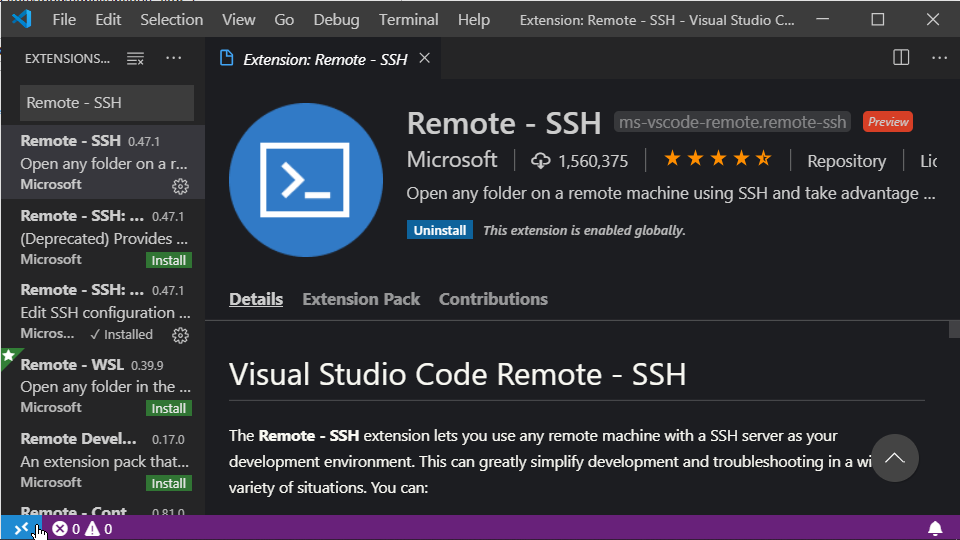 File Edit Selection View Go Debug Terminal Help Extension: Remote - SSH - Visual Studio C...
EXTENSIONS... ...
Extension: Remote - SSH
Remote - SSH
Remote - SSH 0.47.1
Open any folder on a r...
Microsoft
Remote - SSH: ... 0.47.1
(Deprecated) Provides ...
Microsoft Install
Remote - SSH: ... 0.47.1
Edit SSH configuration ...
Micros... ✓ Installed
Remote - WSL 0.39.9
Open any folder in the ...
Microsoft Install
Remote Devel... 0.17.0
An extension pack that...
Microsoft Install
Remote - Cont 0.81.0
Remote - SSH ms-vscode-remote.remote-ssh Preview
Microsoft 1,560,375 Repository Lic
Open any folder on a remote machine using SSH and take advantage ...
Uninstall This extension is enabled globally.
Details Extension Pack Contributions
Visual Studio Code Remote - SSH
The Remote - SSH extension lets you use any remote machine with a SSH server as your
development environment. This can greatly simplify development and troubleshooting in a wi
variety of situations. You can:
0 0